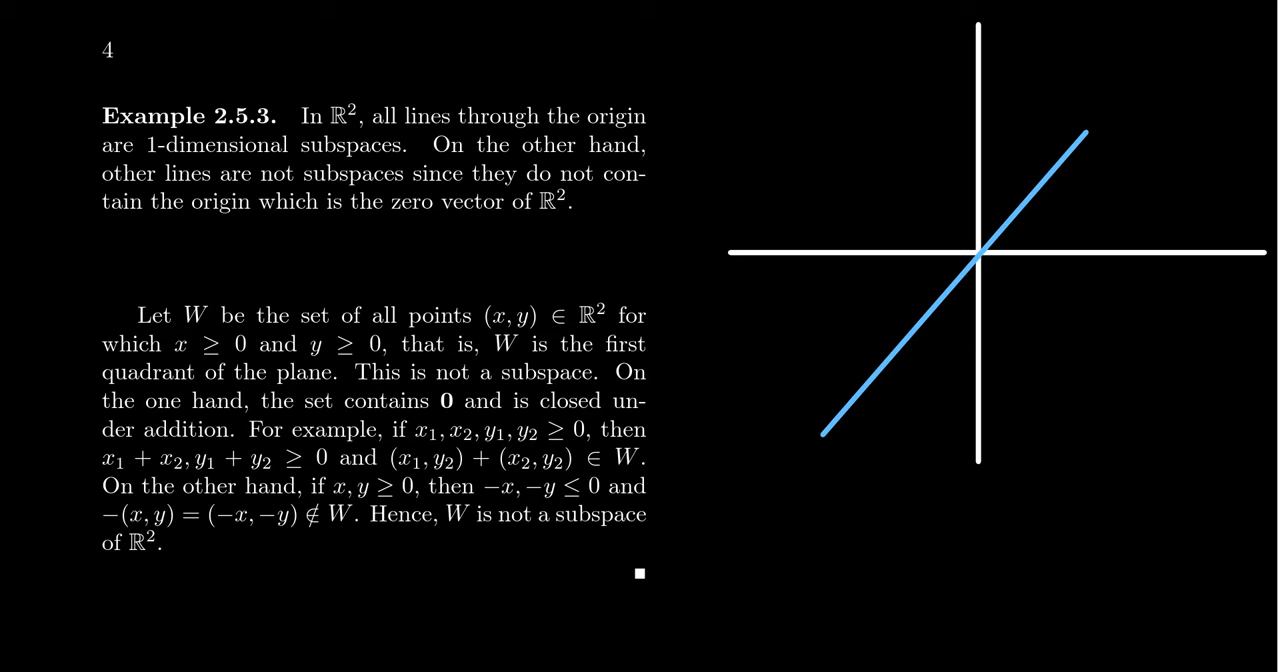 4
Example 2.5.3. In ℝ², all lines through the origin
are 1-dimensional subspaces. On the other hand,
other lines are not subspaces since they do not con-
tain the origin which is the zero vector of ℝ².
Let W be the set of all points (x, y) ∈ ℝ² for
which x ≥ 0 and y ≥ 0, that is, W is the first
quadrant of the plane. This is not a subspace. On
the one hand, the set contains 0 and is closed un-
der addition. For example, if x₁, x₂, y₁, y₂ ≥ 0, then
x₁ + x₂, y₁ + y₂ ≥ 0 and (x₁, y₂) + (x₂, y₂) ∈ W.
On the other hand, if x, y ≥ 0, then −x, −y ≤ 0 and
−(x, y) = (−x, −y) ∉ W. Hence, W is not a subspace
of ℝ².